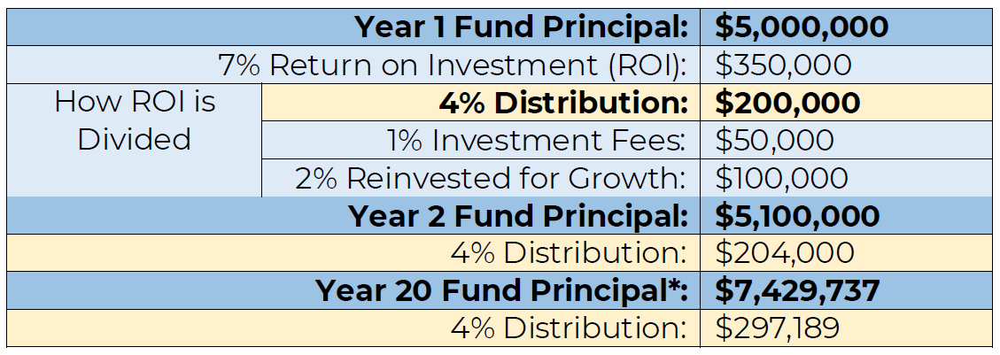 Year 1 Fund Principal: $5,000,000
7% Return on Investment (ROI): $350,000
How ROI is
Divided
4% Distribution: $200,000
1% Investment Fees: $50,000
2% Reinvested for Growth: $100,000
Year 2 Fund Principal: $5,100,000
4% Distribution: $204,000
Year 20 Fund Principal*: $7,429,737
4% Distribution: $297,189